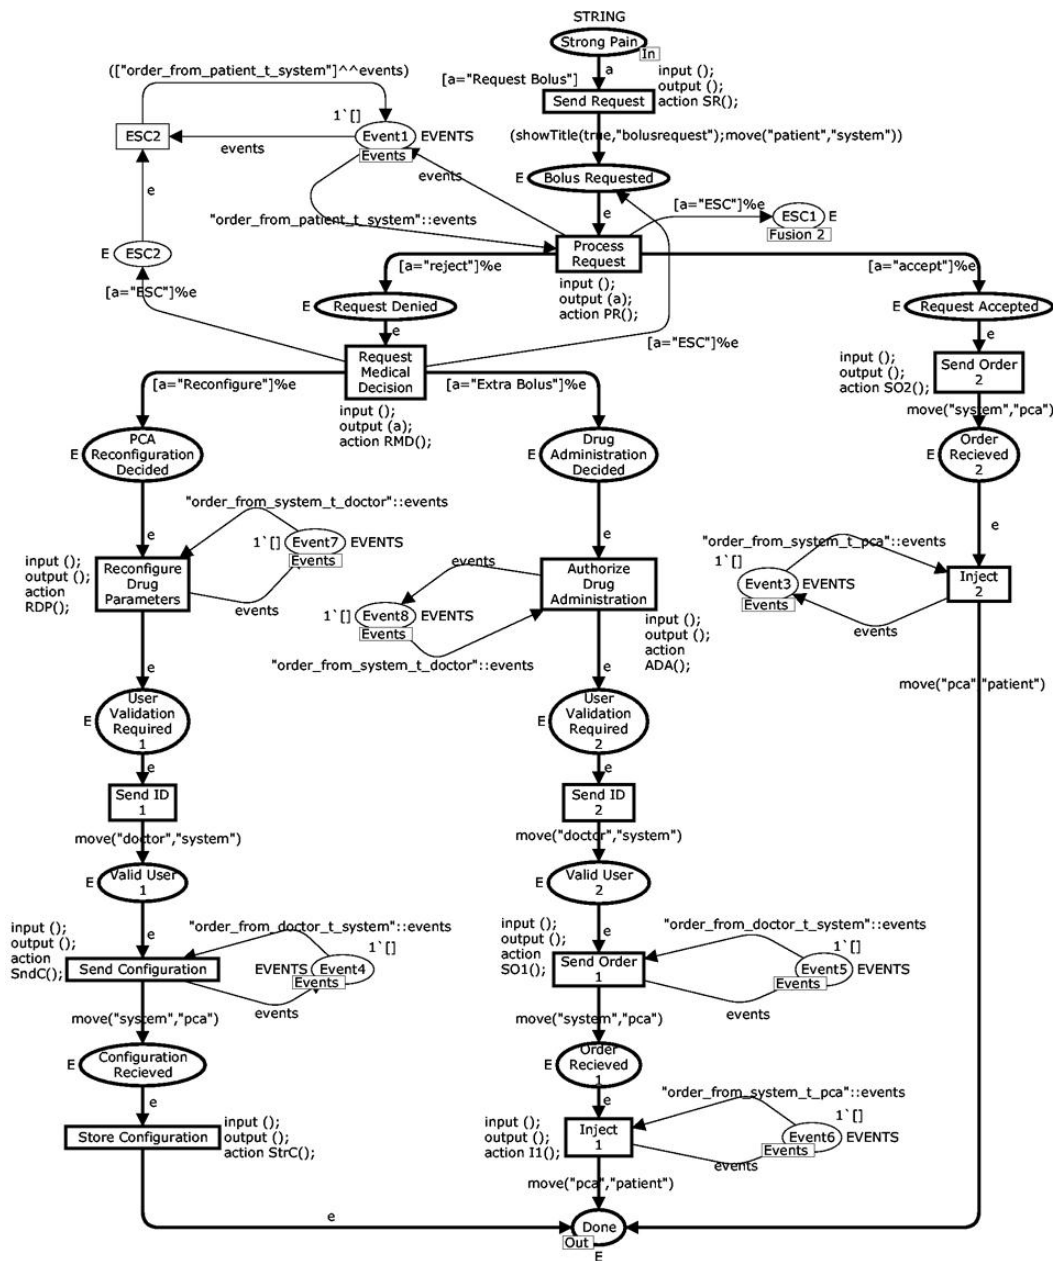 STRING
Strong Pain
In
a
[a="Request Bolus"]
input ();
output ();
action SR();
Send Request
(["order_from_patient_t_system"]^^events)
1`[]
ESC2
Event1
EVENTS
Events
events
(showTitle(true,"bolusrequest");move("patient","system"))
E
Bolus Requested
events
e
"order_from_patient_t_system"::events
e
[a="ESC"]%e
ESC1
E
Fusion 2
E
ESC2
Process
Request
[a="reject"]%e
[a="accept"]%e
[a="ESC"]%e
input ();
output (a);
action PR();
E
Request Denied
E
Request Accepted
e
[a="ESC"]%e
e
Request
Medical
Decision
input ();
output ();
action SO2();
Send Order
2
[a="Reconfigure"]%e
[a="Extra Bolus"]%e
input ();
output (a);
action RMD();
move("system","pca")
E
PCA
Reconfiguration
Decided
E
Drug
Administration
Decided
E
Order
Recieved
2
"order_from_system_t_doctor"::events
e
e
e
1`[]
Event7
EVENTS
Events
input ();
output ();
action
RDP();
Reconfigure
Drug
Parameters
events
events
Authorize
Drug
Administration
"order_from_system_t_pca"::events
1`[]
Event3
EVENTS
Events
Inject
2
1`[]
Event8
EVENTS
Events
input ();
output ();
action
ADA();
events
"order_from_system_t_doctor"::events
e
e
move("pca","patient")
E
User
Validation
Required
1
E
User
Validation
Required
2
e
e
Send ID
1
Send ID
2
move("doctor","system")
move("doctor","system")
E
Valid User
1
E
Valid User
2
input ();
output ();
action
SndC();
"order_from_doctor_t_system"::events
e
1`[]
Send Configuration
EVENTS
Event4
Events
events
input ();
output ();
action
SO1();
"order_from_doctor_t_system"::events
e
1`[]
Send Order
1
Event5
EVENTS
Events
events
move("system","pca")
move("system","pca")
E
Configuration
Recieved
E
Order
Recieved
1
e
e
"order_from_system_t_pca"::events
Store Configuration
input ();
output ();
action StrC();
input ();
output ();
action I1();
Inject
1
1`[]
Event6
EVENTS
Events
events
move("pca","patient")
e
Done
Out
E